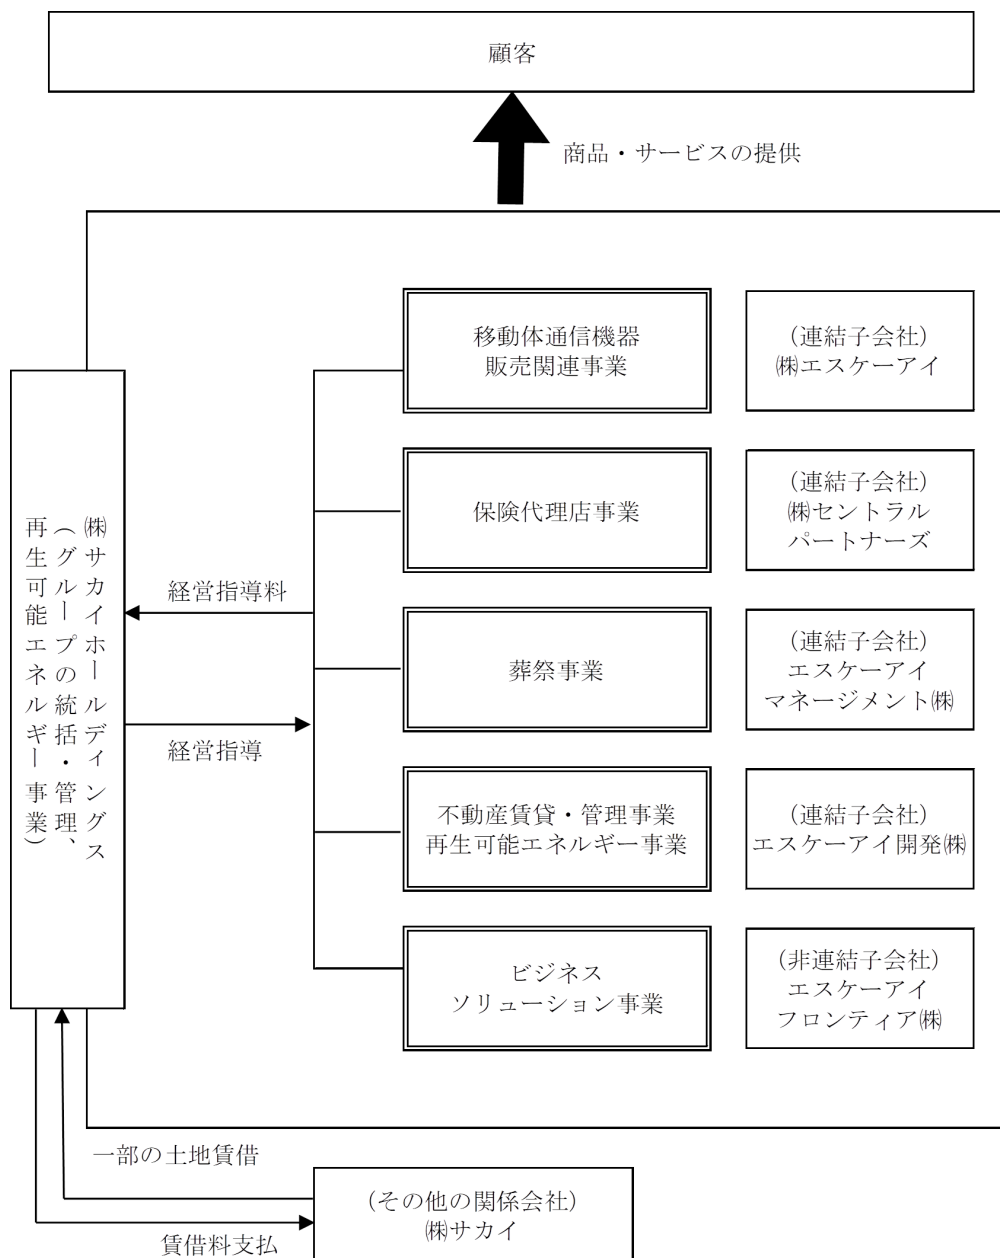 顧客
商品・サービスの提供
移動体通信機器
販売関連事業
(連結子会社)
㈱エスケーアイ
保険代理店事業
(連結子会社)
㈱セントラル
パートナーズ
㈱サカイホールディングス
(グループの統括・管理、
再生可能エネルギー事業)
経営指導料
葬祭事業
(連結子会社)
エスケーアイ
マネージメント㈱
経営指導
不動産賃貸・管理事業
再生可能エネルギー事業
(連結子会社)
エスケーアイ開発㈱
ビジネス
ソリューション事業
(非連結子会社)
エスケーアイ
フロンティア㈱
一部の土地賃借
(その他の関係会社)
㈱サカイ
賃借料支払